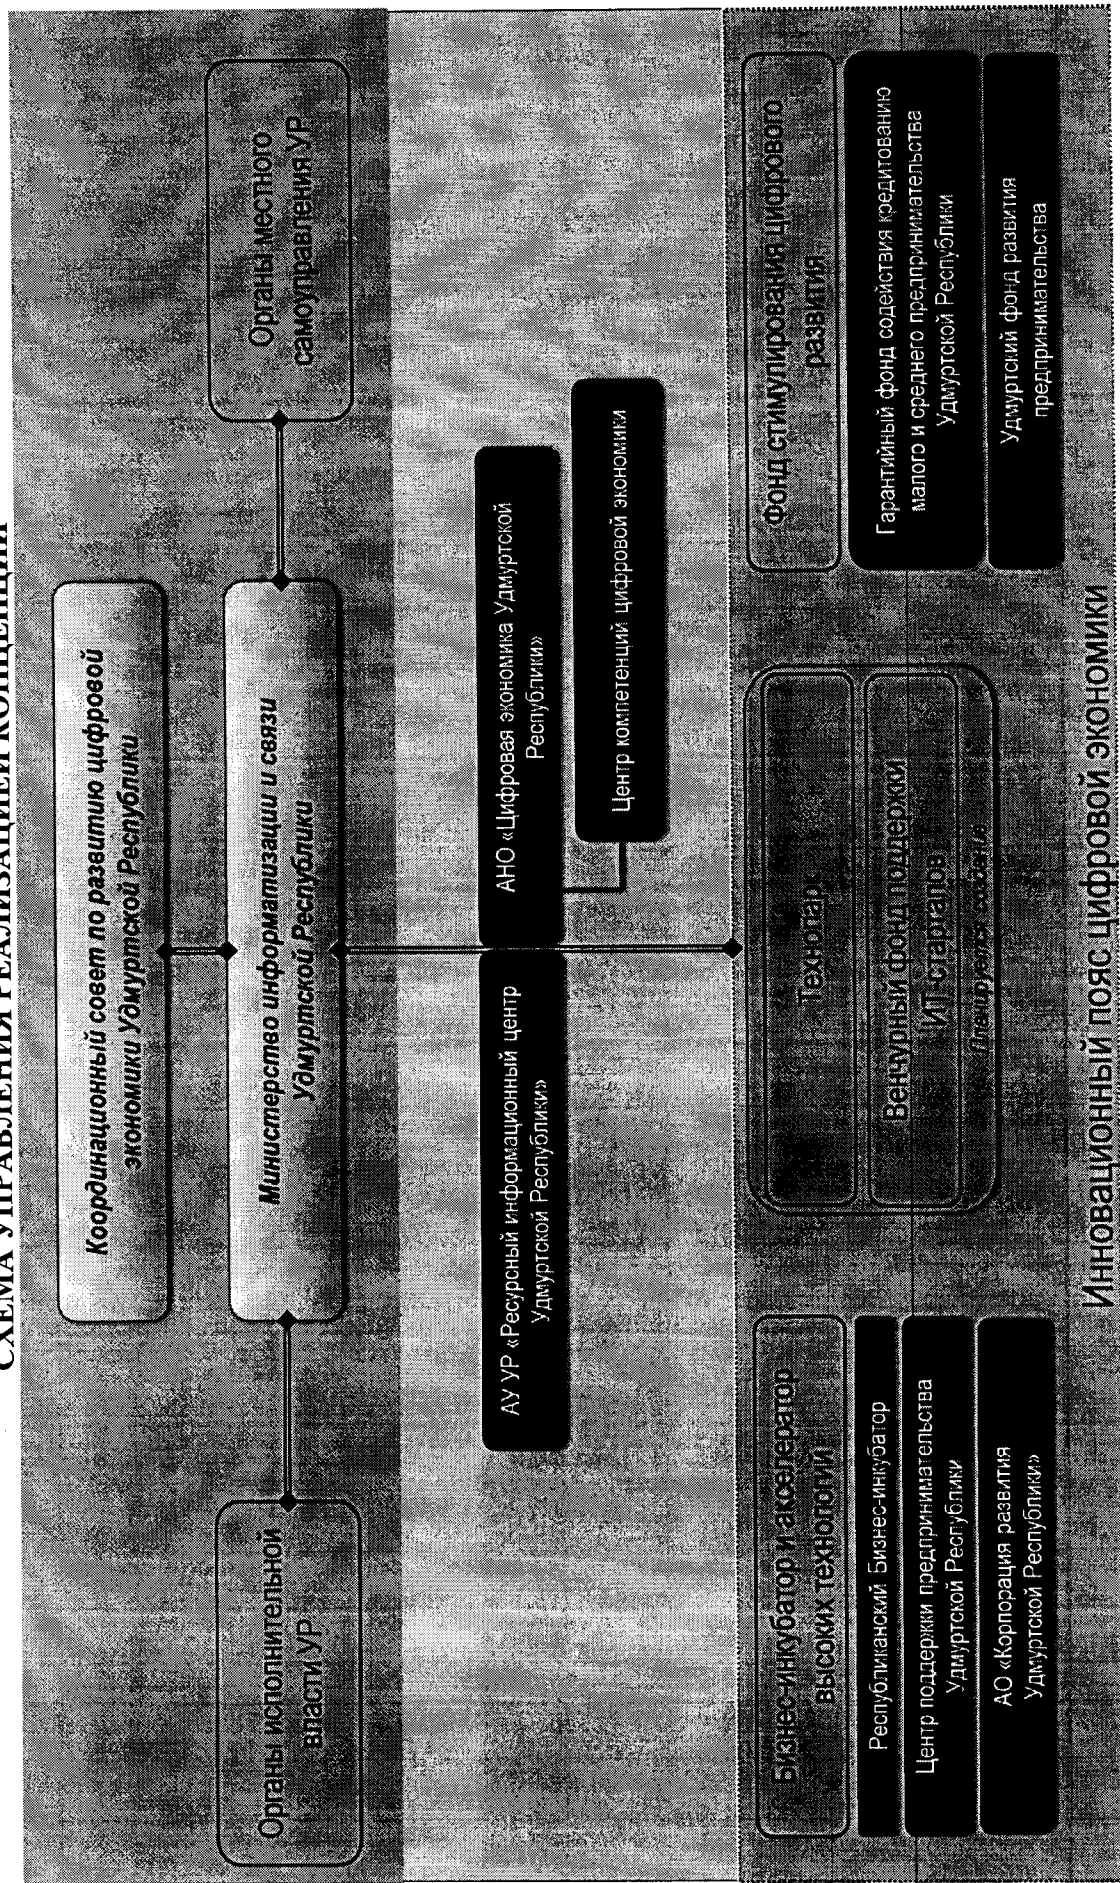 СХЕМА УПРАВЛЕНИЯ РЕАЛИЗАЦИЕЙ КОНЦЕПЦИИ
Координационный совет по развитию цифровой
экономики Удмуртской Республики
Органы исполнительной
власти УР
Министерство информатизации и связи
Удмуртской Республики
Органы местного
самоуправления УР
АУ УР «Ресурсный информационный центр
Удмуртской Республики»
АНО «Цифровая экономика Удмуртской
Республики»
Центр компетенций цифровой экономики
Бизнес-инкубатор и акселератор
высоких технологий
Республиканский Бизнес-инкубатор
Центр поддержки предпринимательства
Удмуртской Республики
АО «Корпорация развития
Удмуртской Республики»
Технопарк
Венчурный фонд поддержки
ИТ-стартапов
Планируется создание
Фонд стимулирования цифрового
развития
Гарантийный фонд содействия кредитованию
малого и среднего предпринимательства
Удмуртской Республики
Удмуртский фонд развития
предпринимательства
Инновационный пояс цифровой экономики